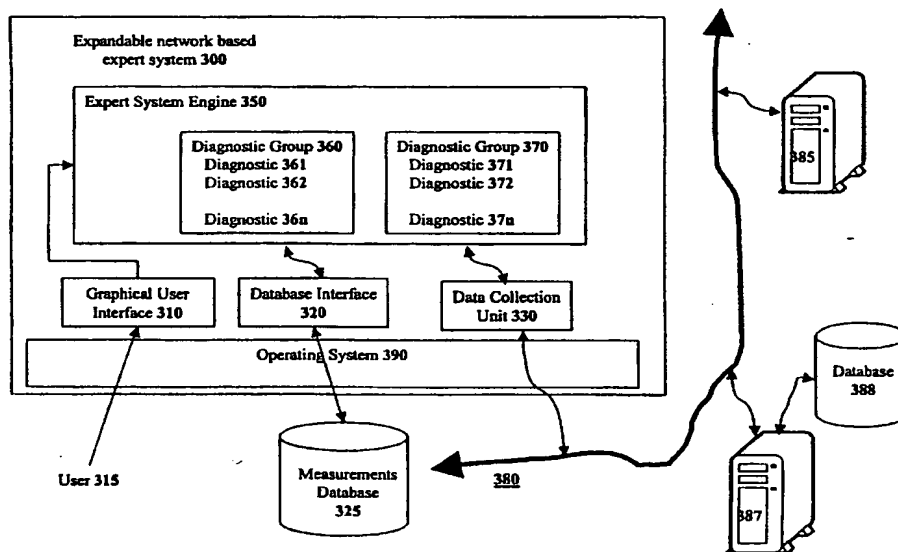 Expandable network based
expert system 300
Expert System Engine 350
Diagnostic Group 360
Diagnostic 361
Diagnostic 362
Diagnostic 36n
Diagnostic Group 370
Diagnostic 371
Diagnostic 372
Diagnostic 37n
385
Graphical User
Interface 310
Database Interface
320
Data Collection
Unit 330
Operating System 390
Database
388
User 315
Measurements
Database
325
380
387